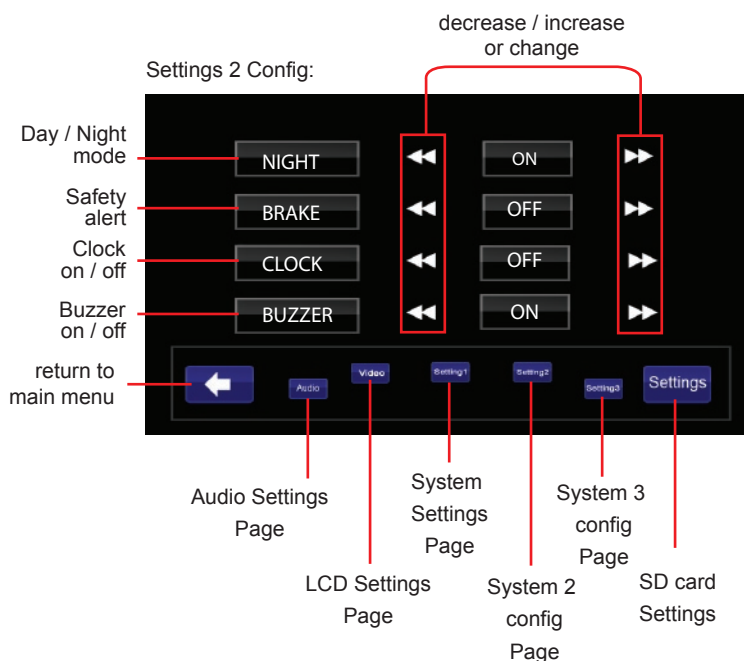 decrease / increase
or change
Settings 2 Config:
Day / Night
mode
NIGHT
ON
Safety
alert
BRAKE
OFF
Clock
on / off
CLOCK
OFF
Buzzer
on / off
BUZZER
ON
return to
main menu
Audio
Video
Setting1
Setting2
Setting3
Settings
Audio Settings
Page
LCD Settings
Page
System
Settings
Page
System 2
config
Page
System 3
config
Page
SD card
Settings